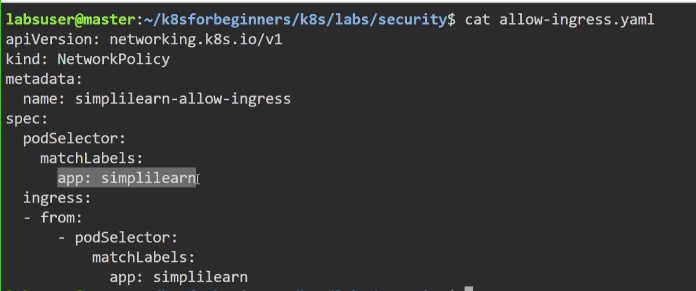 labsuser@master:~/k8sforbeginners/k8s/labs/security$ cat allow-ingress.yaml
apiVersion: networking.k8s.io/v1
kind: NetworkPolicy
metadata:
  name: simplilearn-allow-ingress
spec:
  podSelector:
    matchLabels:
      app: simplilearn
  ingress:
  - from:
      - podSelector:
          matchLabels:
            app: simplilearn